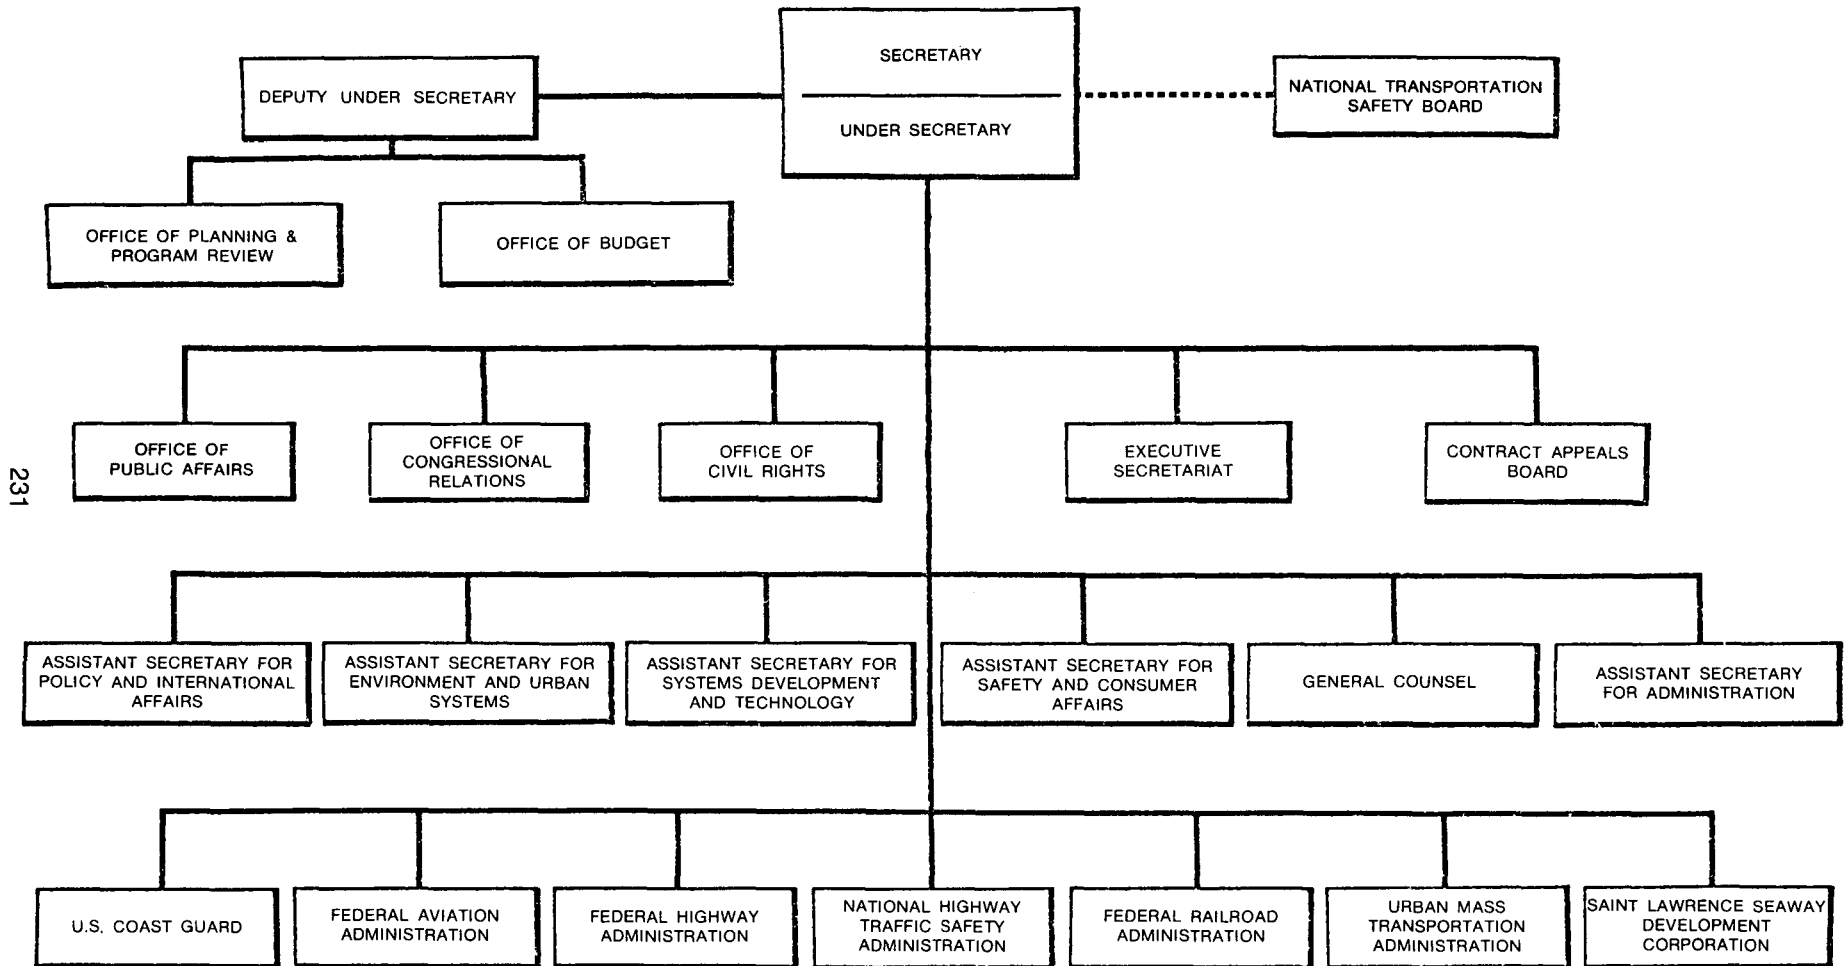 SECRETARY
UNDER SECRETARY
DEPUTY UNDER SECRETARY
NATIONAL TRANSPORTATION
SAFETY BOARD
OFFICE OF PLANNING &
PROGRAM REVIEW
OFFICE OF BUDGET
OFFICE OF
PUBLIC AFFAIRS
OFFICE OF
CONGRESSIONAL
RELATIONS
OFFICE OF
CIVIL RIGHTS
EXECUTIVE
SECRETARIAT
CONTRACT APPEALS
BOARD
231
ASSISTANT SECRETARY FOR
POLICY AND INTERNATIONAL
AFFAIRS
ASSISTANT SECRETARY FOR
ENVIRONMENT AND URBAN
SYSTEMS
ASSISTANT SECRETARY FOR
SYSTEMS DEVELOPMENT
AND TECHNOLOGY
ASSISTANT SECRETARY FOR
SAFETY AND CONSUMER
AFFAIRS
GENERAL COUNSEL
ASSISTANT SECRETARY
FOR ADMINISTRATION
U.S. COAST GUARD
FEDERAL AVIATION
ADMINISTRATION
FEDERAL HIGHWAY
ADMINISTRATION
NATIONAL HIGHWAY
TRAFFIC SAFETY
ADMINISTRATION
FEDERAL RAILROAD
ADMINISTRATION
URBAN MASS
TRANSPORTATION
ADMINISTRATION
SAINT LAWRENCE SEAWAY
DEVELOPMENT
CORPORATION